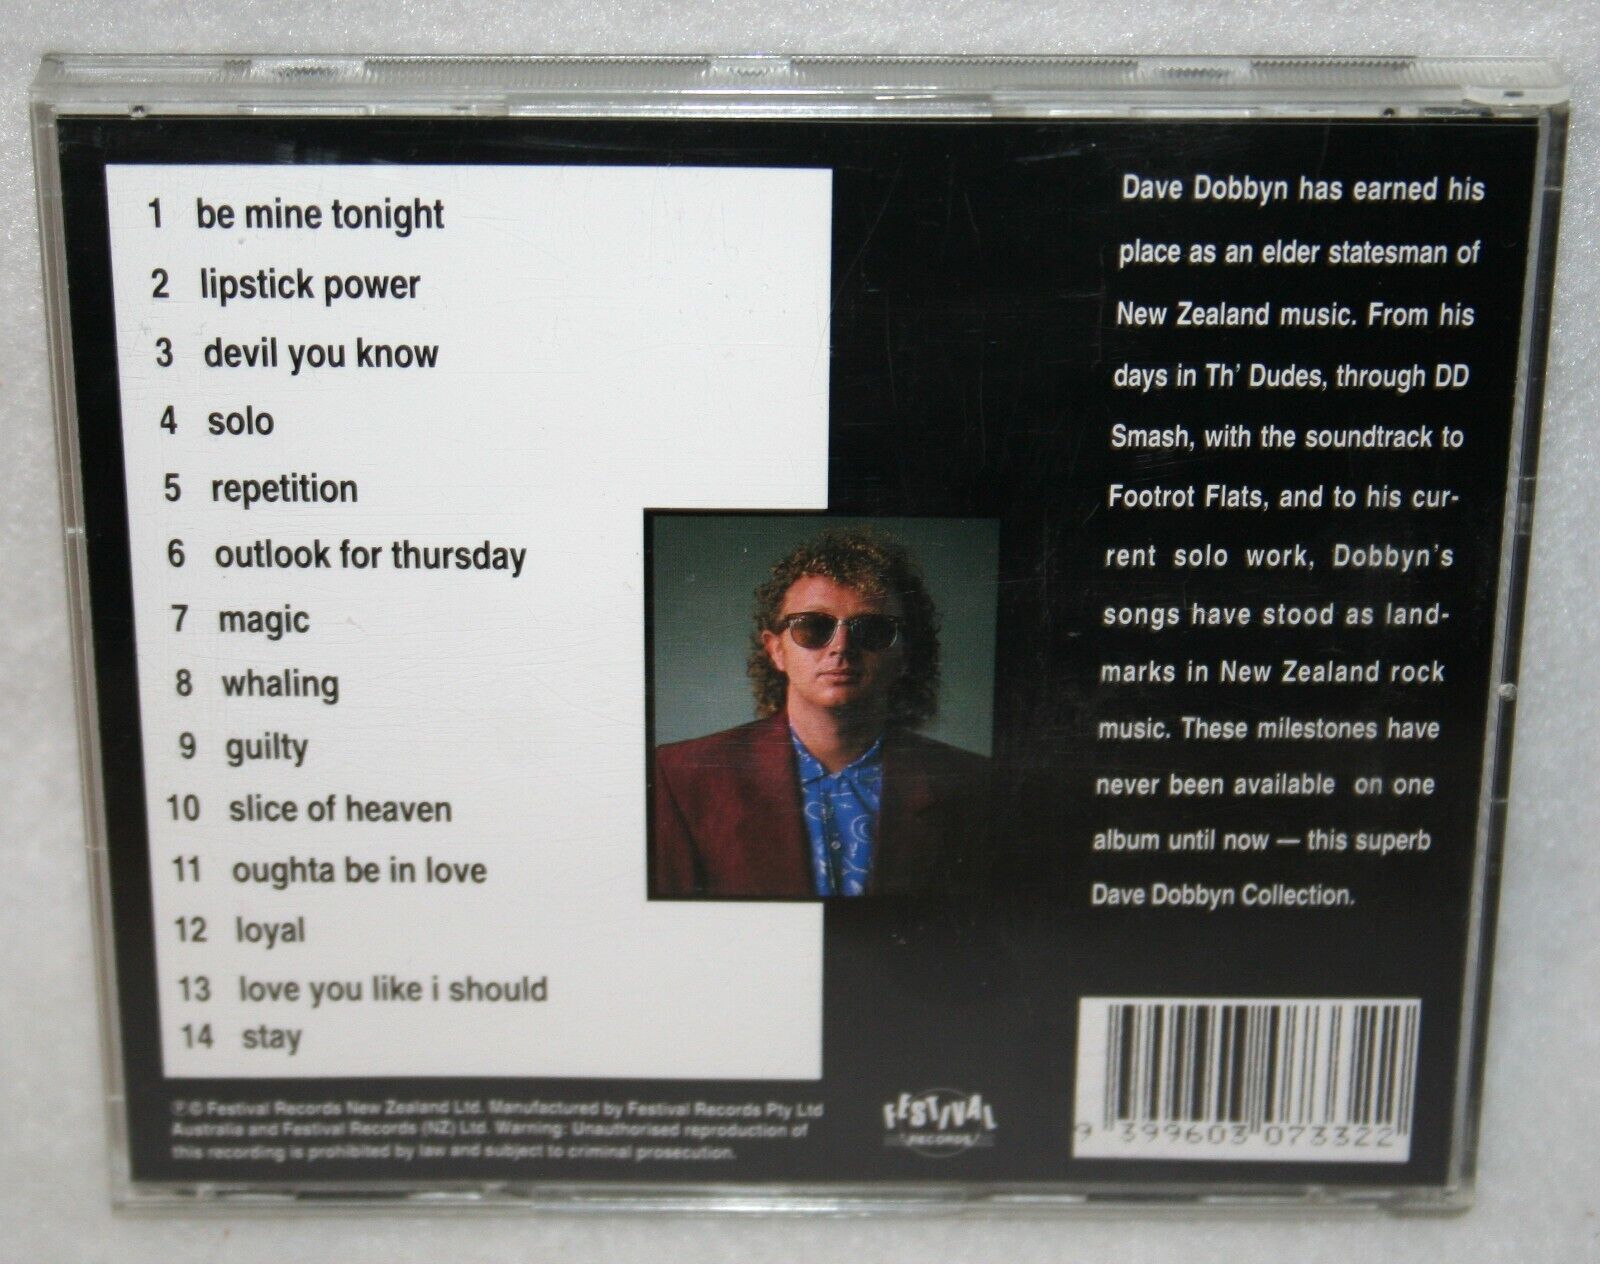 1 be mine tonight
2 lipstick power
3 devil you know
4 solo
5 repetition
6 outlook for thursday
7 magic
8 whaling
9 guilty
10 slice of heaven
11 oughta be in love
12 loyal
13 love you like i should
14 stay
Dave Dobbyn has earned his
place as an elder statesman of
New Zealand music. From his
days in Th' Dudes, through DD
Smash, with the soundtrack to
Footrot Flats, and to his cur-
rent solo work, Dobbyn's
songs have stood as land-
marks in New Zealand rock
music. These milestones have
never been available on one
album until now — this superb
Dave Dobbyn Collection.
℗© Festival Records New Zealand Ltd. Manufactured by Festival Records Pty Ltd
Australia and Festival Records (NZ) Ltd. Warning: Unauthorised reproduction of
this recording is prohibited by law and subject to criminal prosecution.
FESTIVAL
RECORDS
9 399603 073322